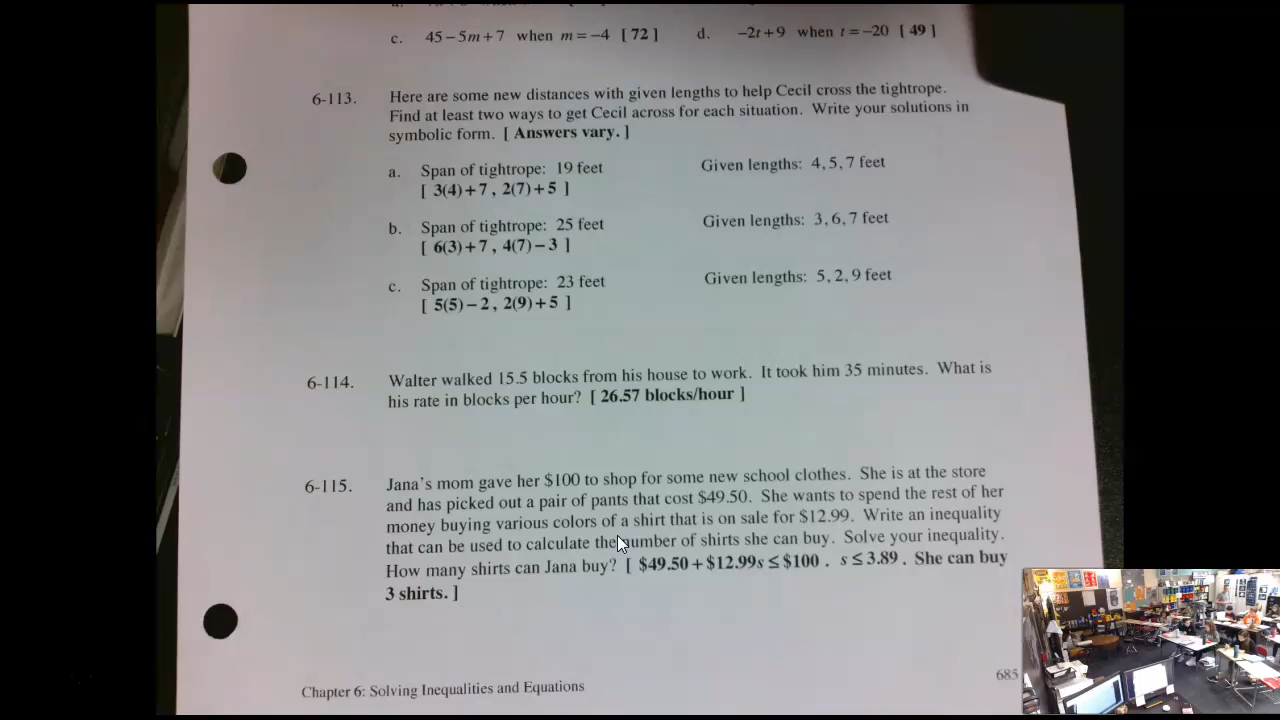 c. 45 – 5m + 7 when m = –4 [ 72 ] d. –2t + 9 when t = –20 [ 49 ]
6-113. Here are some new distances with given lengths to help Cecil cross the tightrope.
Find at least two ways to get Cecil across for each situation. Write your solutions in
symbolic form. [ Answers vary. ]
a. Span of tightrope: 19 feet Given lengths: 4, 5, 7 feet
[ 3(4) + 7 , 2(7) + 5 ]
b. Span of tightrope: 25 feet Given lengths: 3, 6, 7 feet
[ 6(3) + 7 , 4(7) – 3 ]
c. Span of tightrope: 23 feet Given lengths: 5, 2, 9 feet
[ 5(5) – 2 , 2(9) + 5 ]
6-114. Walter walked 15.5 blocks from his house to work. It took him 35 minutes. What is
his rate in blocks per hour? [ 26.57 blocks/hour ]
6-115. Jana's mom gave her $100 to shop for some new school clothes. She is at the store
and has picked out a pair of pants that cost $49.50. She wants to spend the rest of her
money buying various colors of a shirt that is on sale for $12.99. Write an inequality
that can be used to calculate the number of shirts she can buy. Solve your inequality.
How many shirts can Jana buy? [ $49.50 + $12.99s ≤ $100 . s ≤ 3.89 . She can buy
3 shirts. ]
Chapter 6: Solving Inequalities and Equations 685